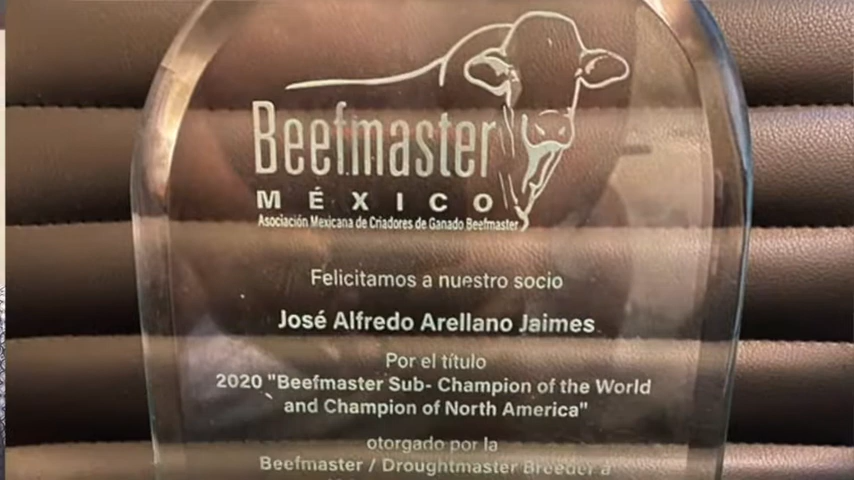 Beefmaster
MÉXICO
Asociación Mexicana de Criadores de Ganado Beefmaster
Felicitamos a nuestro socio
José Alfredo Arellano Jaimes
Por el título
2020 "Beefmaster Sub- Champion of the World
and Champion of North America"
otorgado por la
Beefmaster / Droughtmaster Breeder's